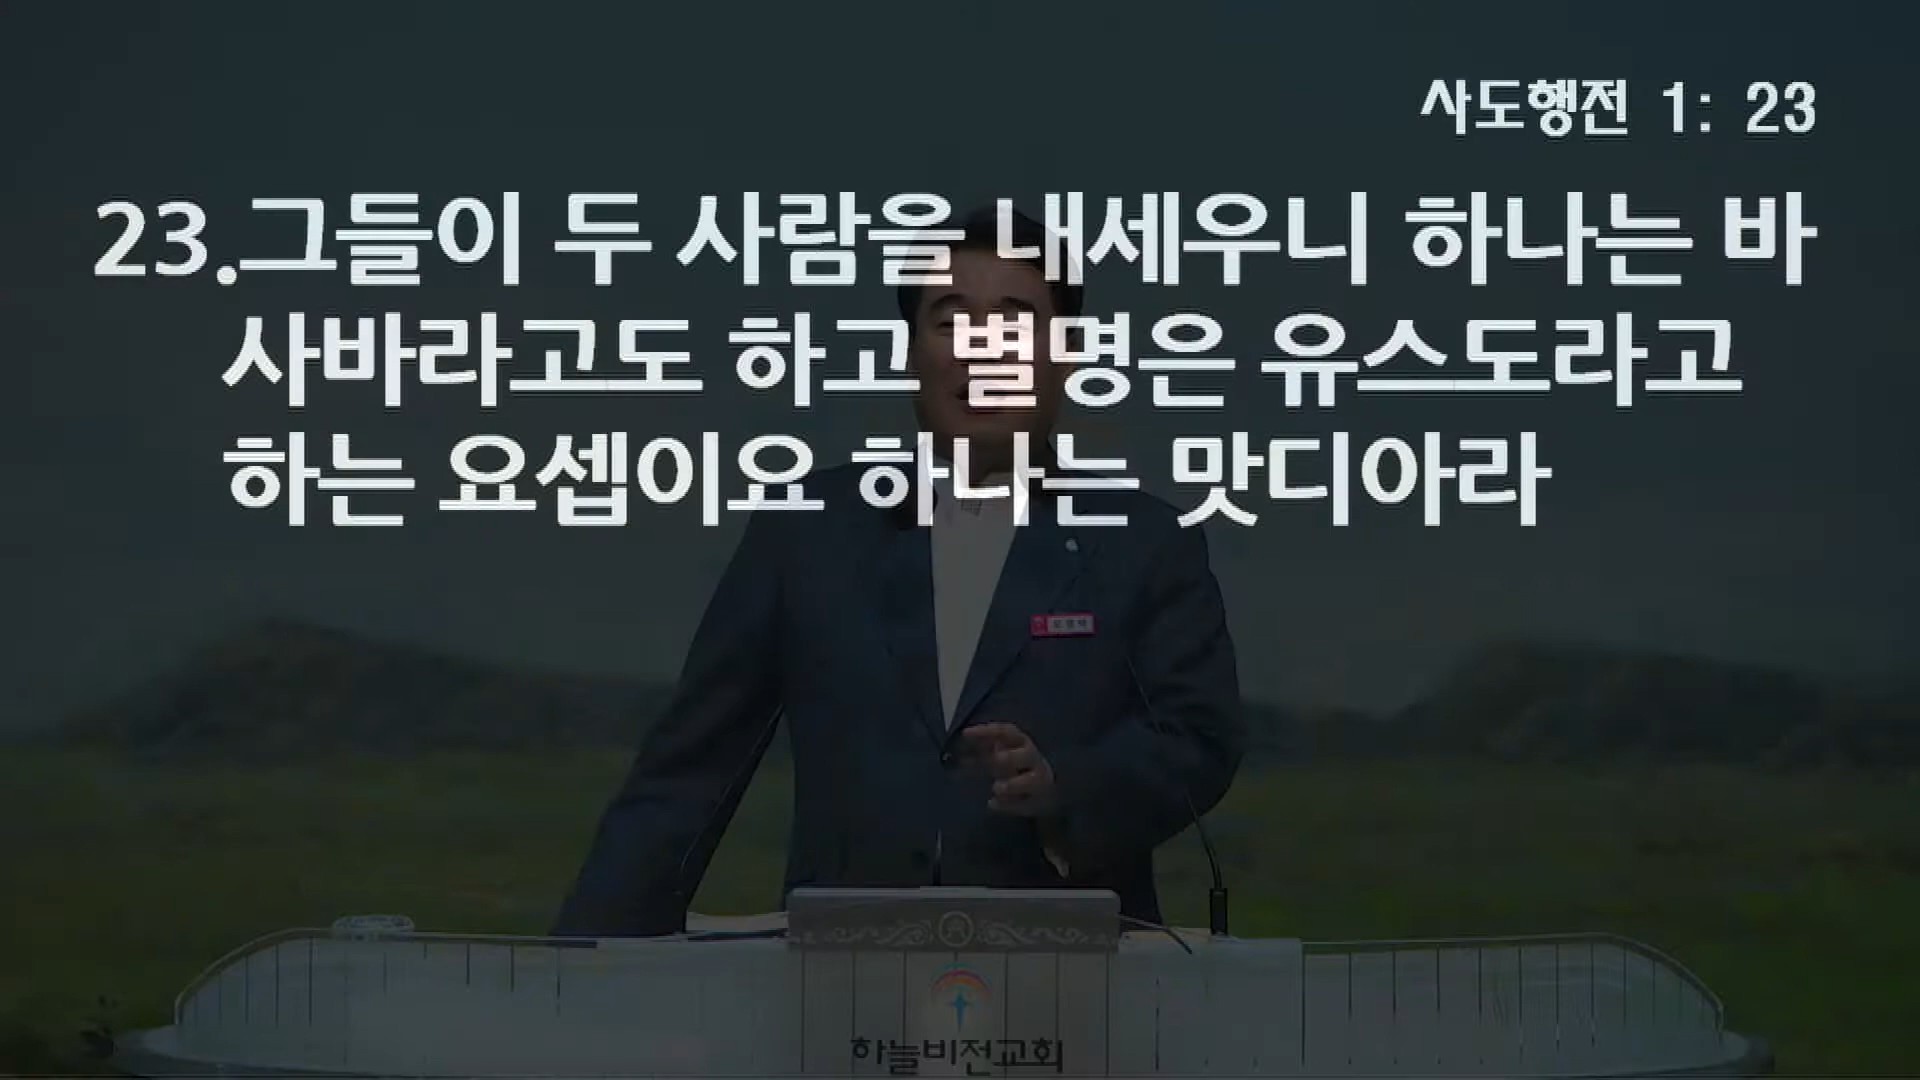 사도행전 1: 23
23.그들이 두 사람을 내세우니 하나는 바
사바라고도 하고 별명은 유스도라고
하는 요셉이요 하나는 맛디아라
하늘비전교회